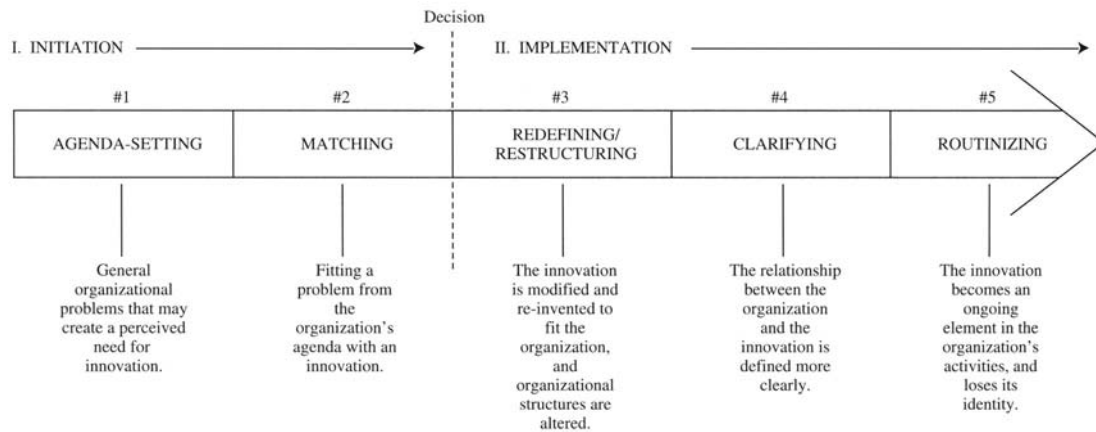 Decision
I. INITIATION
II. IMPLEMENTATION
#1
#2
#3
#4
#5
AGENDA-SETTING
MATCHING
REDEFINING/
RESTRUCTURING
CLARIFYING
ROUTINIZING
General
organizational
problems that may
create a perceived
need for
innovation.
Fitting a
problem from
the
organization's
agenda with an
innovation.
The innovation
is modified and
re-invented to
fit the
organization,
and
organizational
structures are
altered.
The relationship
between the
organization
and the
innovation is
defined more
clearly.
The innovation
becomes an
ongoing
element in the
organization's
activities, and
loses its
identity.